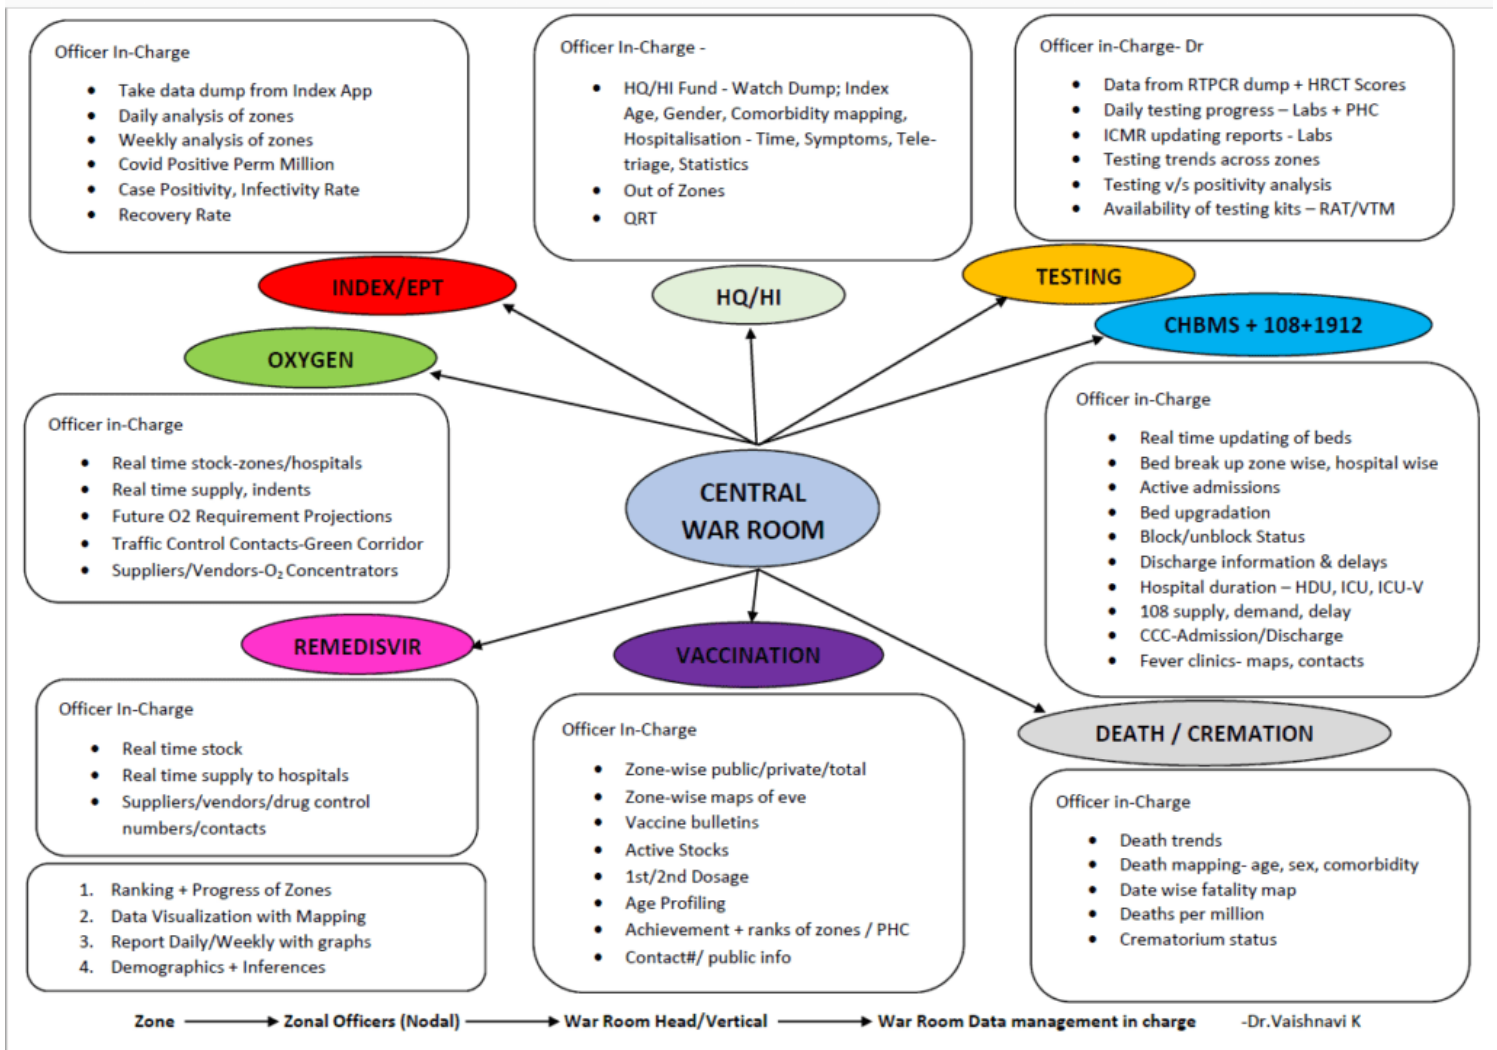 Officer In-Charge
Take data dump from Index App
Daily analysis of zones
Weekly analysis of zones
Covid Positive Perm Million
Case Positivity, Infectivity Rate
Recovery Rate
INDEX/EPT
Officer In-Charge -
HQ/HI Fund - Watch Dump; Index
Age, Gender, Comorbidity mapping,
Hospitalisation - Time, Symptoms, Tele-
triage, Statistics
Out of Zones
QRT
HQ/HI
Officer in-Charge- Dr
Data from RTPCR dump + HRCT Scores
Daily testing progress – Labs + PHC
ICMR updating reports - Labs
Testing trends across zones
Testing v/s positivity analysis
Availability of testing kits – RAT/VTM
TESTING
CHBMS + 108+1912
Officer in-Charge
Real time updating of beds
Bed break up zone wise, hospital wise
Active admissions
Bed upgradation
Block/unblock Status
Discharge information & delays
Hospital duration – HDU, ICU, ICU-V
108 supply, demand, delay
CCC-Admission/Discharge
Fever clinics- maps, contacts
OXYGEN
Officer in-Charge
Real time stock-zones/hospitals
Real time supply, indents
Future O2 Requirement Projections
Traffic Control Contacts-Green Corridor
Suppliers/Vendors-O₂ Concentrators
CENTRAL
WAR ROOM
REMEDISVIR
Officer In-Charge
Real time stock
Real time supply to hospitals
Suppliers/vendors/drug control
numbers/contacts
1. Ranking + Progress of Zones
2. Data Visualization with Mapping
3. Report Daily/Weekly with graphs
4. Demographics + Inferences
VACCINATION
Officer In-Charge
Zone-wise public/private/total
Zone-wise maps of eve
Vaccine bulletins
Active Stocks
1st/2nd Dosage
Age Profiling
Achievement + ranks of zones / PHC
Contact#/ public info
DEATH / CREMATION
Officer in-Charge
Death trends
Death mapping- age, sex, comorbidity
Date wise fatality map
Deaths per million
Crematorium status
Zone Zonal Officers (Nodal) War Room Head/Vertical War Room Data management in charge -Dr.Vaishnavi K